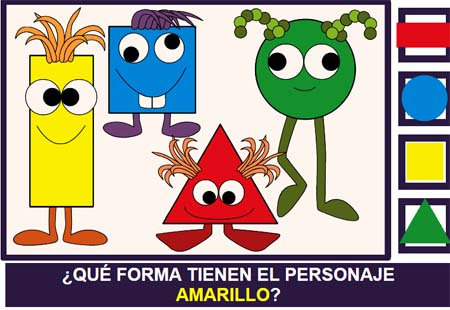 ¿QUÉ FORMA TIENEN EL PERSONAJE
AMARILLO?